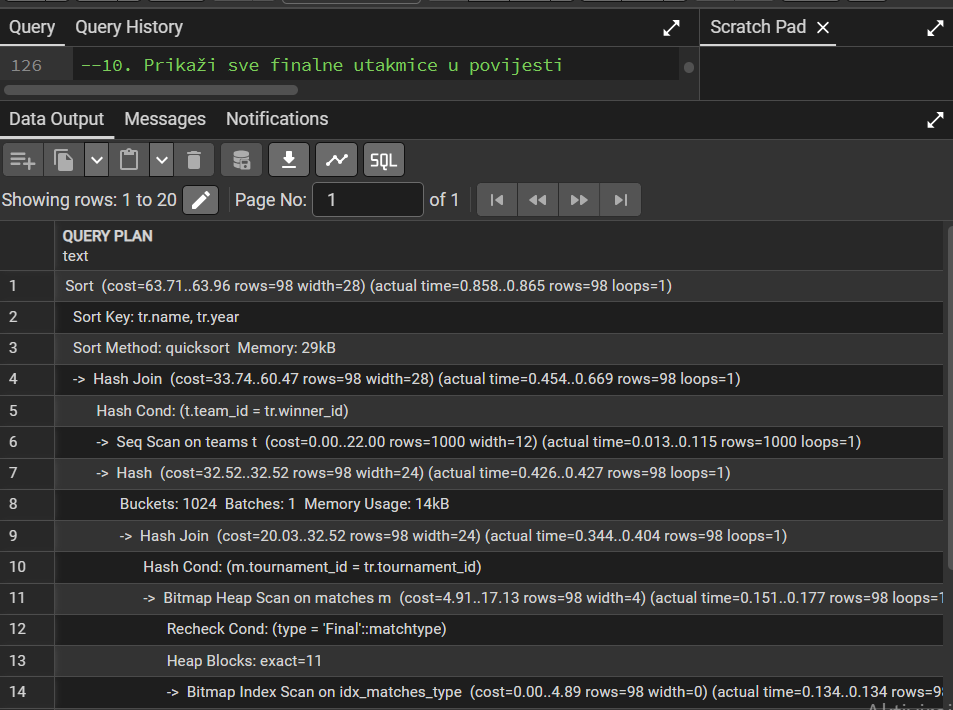 Query Query History Scratch Pad
126 --10. Prikaži sve finalne utakmice u povijesti
Data Output Messages Notifications
SQL
Showing rows: 1 to 20 Page No: 1 of 1
QUERY PLAN
text
1 Sort (cost=63.71..63.96 rows=98 width=28) (actual time=0.858..0.865 rows=98 loops=1)
2 Sort Key: tr.name, tr.year
3 Sort Method: quicksort Memory: 29kB
4 -> Hash Join (cost=33.74..60.47 rows=98 width=28) (actual time=0.454..0.669 rows=98 loops=1)
5 Hash Cond: (t.team_id = tr.winner_id)
6 -> Seq Scan on teams t (cost=0.00..22.00 rows=1000 width=12) (actual time=0.013..0.115 rows=1000 loops=1)
7 -> Hash (cost=32.52..32.52 rows=98 width=24) (actual time=0.426..0.427 rows=98 loops=1)
8 Buckets: 1024 Batches: 1 Memory Usage: 14kB
9 -> Hash Join (cost=20.03..32.52 rows=98 width=24) (actual time=0.344..0.404 rows=98 loops=1)
10 Hash Cond: (m.tournament_id = tr.tournament_id)
11 -> Bitmap Heap Scan on matches m (cost=4.91..17.13 rows=98 width=4) (actual time=0.151..0.177 rows=98 loops=1
12 Recheck Cond: (type = 'Final'::matchtype)
13 Heap Blocks: exact=11
14 -> Bitmap Index Scan on idx_matches_type (cost=0.00..4.89 rows=98 width=0) (actual time=0.134..0.134 rows=98